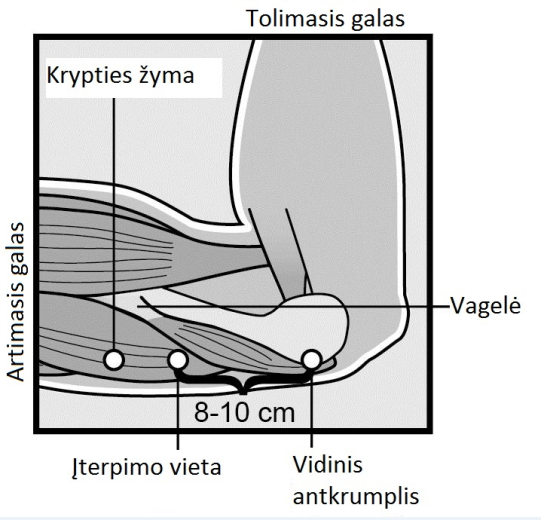 Tolimasis galas
Krypties žyma
Artimasis galas
Vagelė
8-10 cm
Įterpimo vieta
Vidinis
antkrumplis